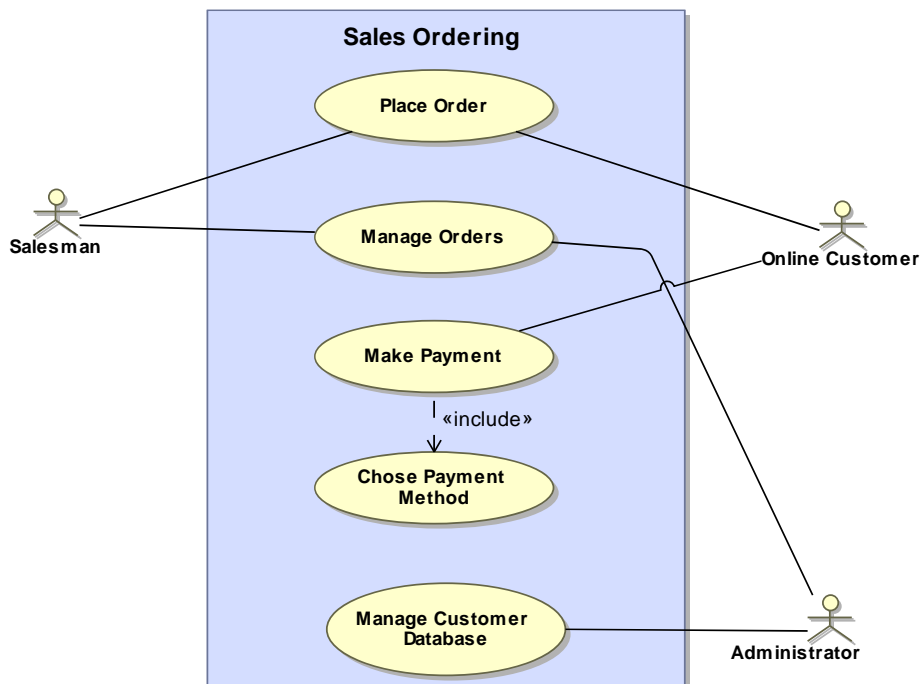 Sales Ordering
Place Order
Salesman
Manage Orders
Online Customer
Make Payment
«include»
Chose Payment
Method
Manage Customer
Database
Administrator